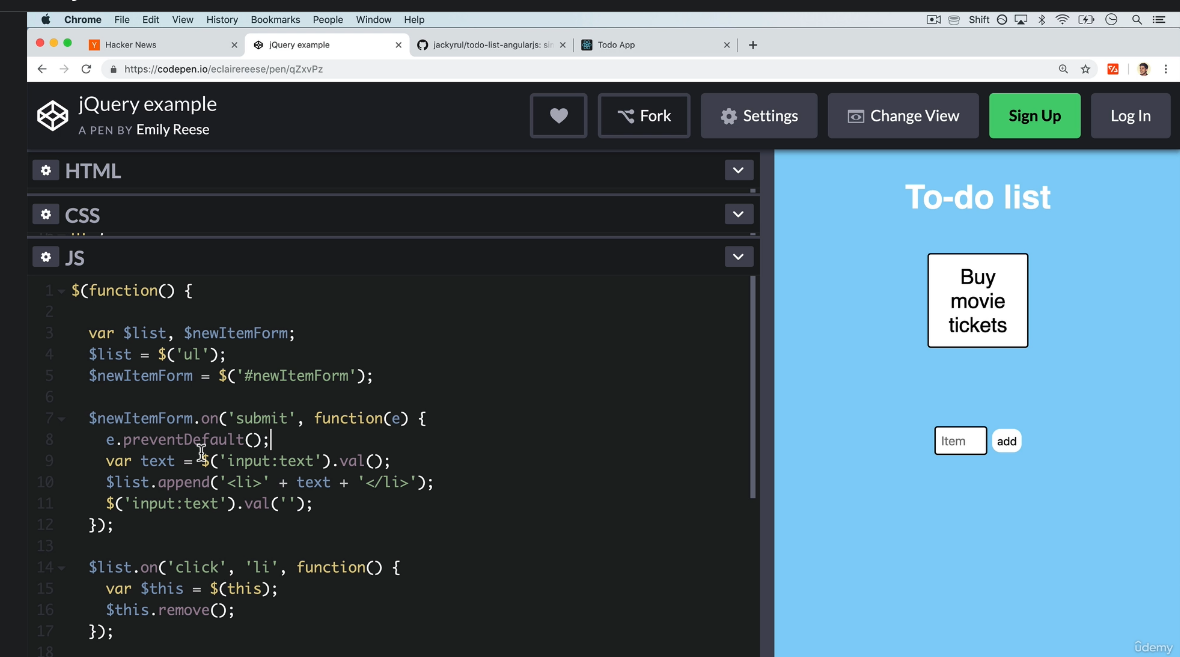 Chrome File Edit View History Bookmarks People Window Help Shift
Hacker News jQuery example jackyrul/todo-list-angularjs: si Todo App
https://codepen.io/eclairereese/pen/qZxvPz
jQuery example
A PEN BY Emily Reese
Fork Settings Change View Sign Up Log In
HTML
CSS
JS
1 $(function() {
2
3 var $list, $newItemForm;
4 $list = $('ul');
5 $newItemForm = $('#newItemForm');
6
7 $newItemForm.on('submit', function(e) {
8 e.preventDefault();
9 var text = $('input:text').val();
10 $list.append('<li>' + text + '</li>');
11 $('input:text').val('');
12 });
13
14 $list.on('click', 'li', function() {
15 var $this = $(this);
16 $this.remove();
17 });
18
To-do list
Buy
movie
tickets
Item add
ûdemy